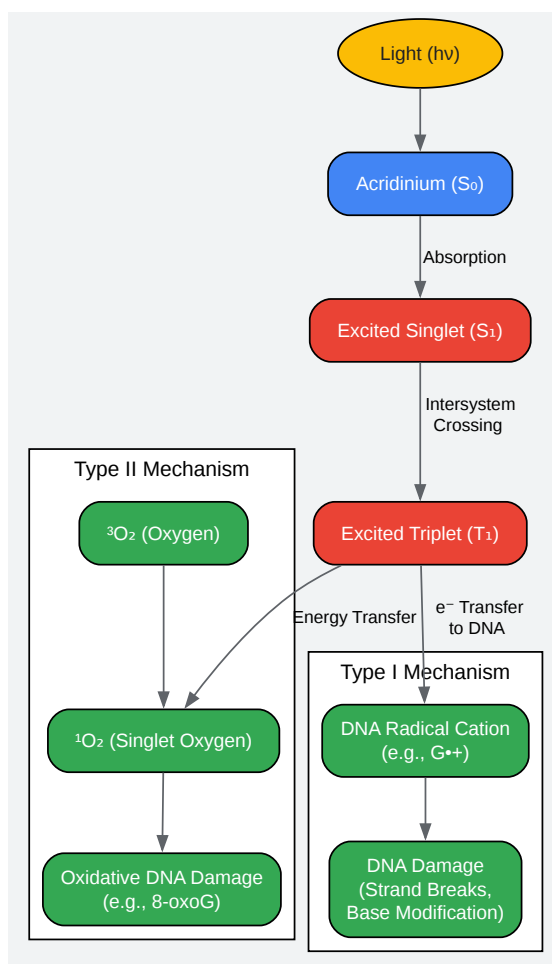 Light (hν)
Acridinium (S₀)
Absorption
Excited Singlet (S₁)
Intersystem
Crossing
Type II Mechanism
³O₂ (Oxygen)
Excited Triplet (T₁)
Energy Transfer
e⁻ Transfer
to DNA
Type I Mechanism
¹O₂ (Singlet Oxygen)
DNA Radical Cation
(e.g., G•+)
Oxidative DNA Damage
(e.g., 8-oxoG)
DNA Damage
(Strand Breaks,
Base Modification)